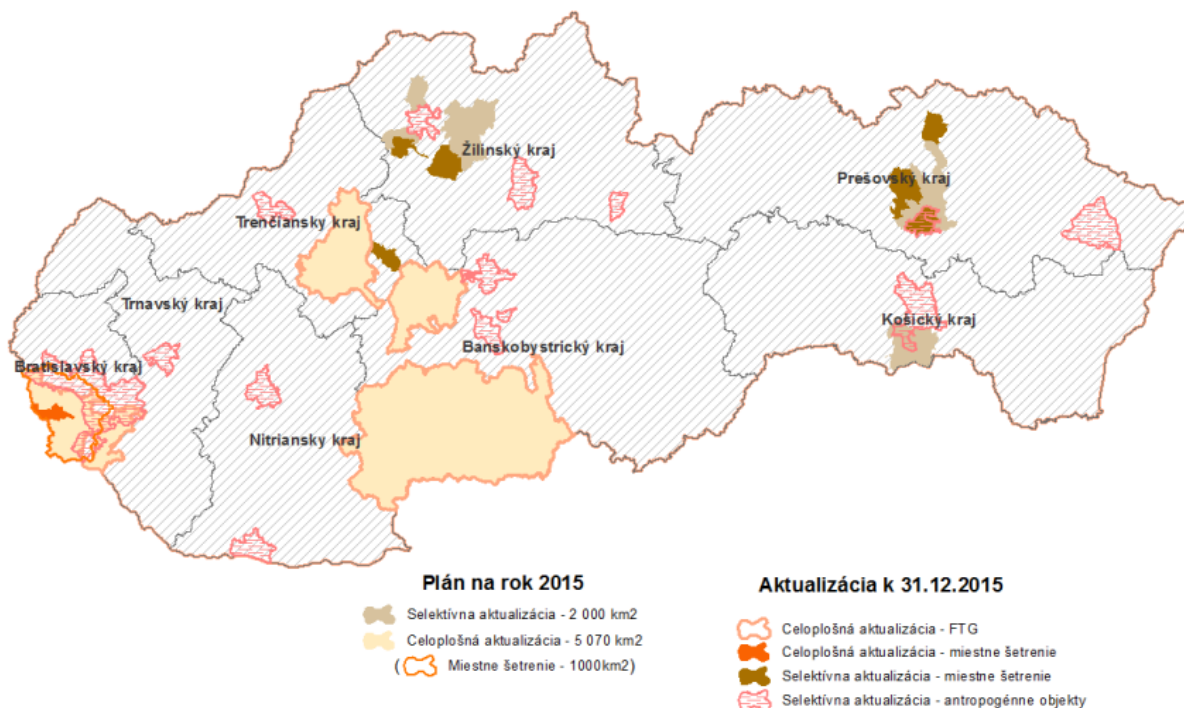 Žilinský kraj
Prešovský kraj
Trenčiansky kraj
Trnavský kraj
Košický kraj
Banskobystrický kraj
Bratislavský kraj
Nitriansky kraj
Plán na rok 2015
Selektívna aktualizácia - 2 000 km2
Celoplošná aktualizácia - 5 070 km2
( Miestne šetrenie - 1000km2)
Aktualizácia k 31.12.2015
Celoplošná aktualizácia - FTG
Celoplošná aktualizácia - miestne šetrenie
Selektívna aktualizácia - miestne šetrenie
Selektívna aktualizácia - antropogénne objekty